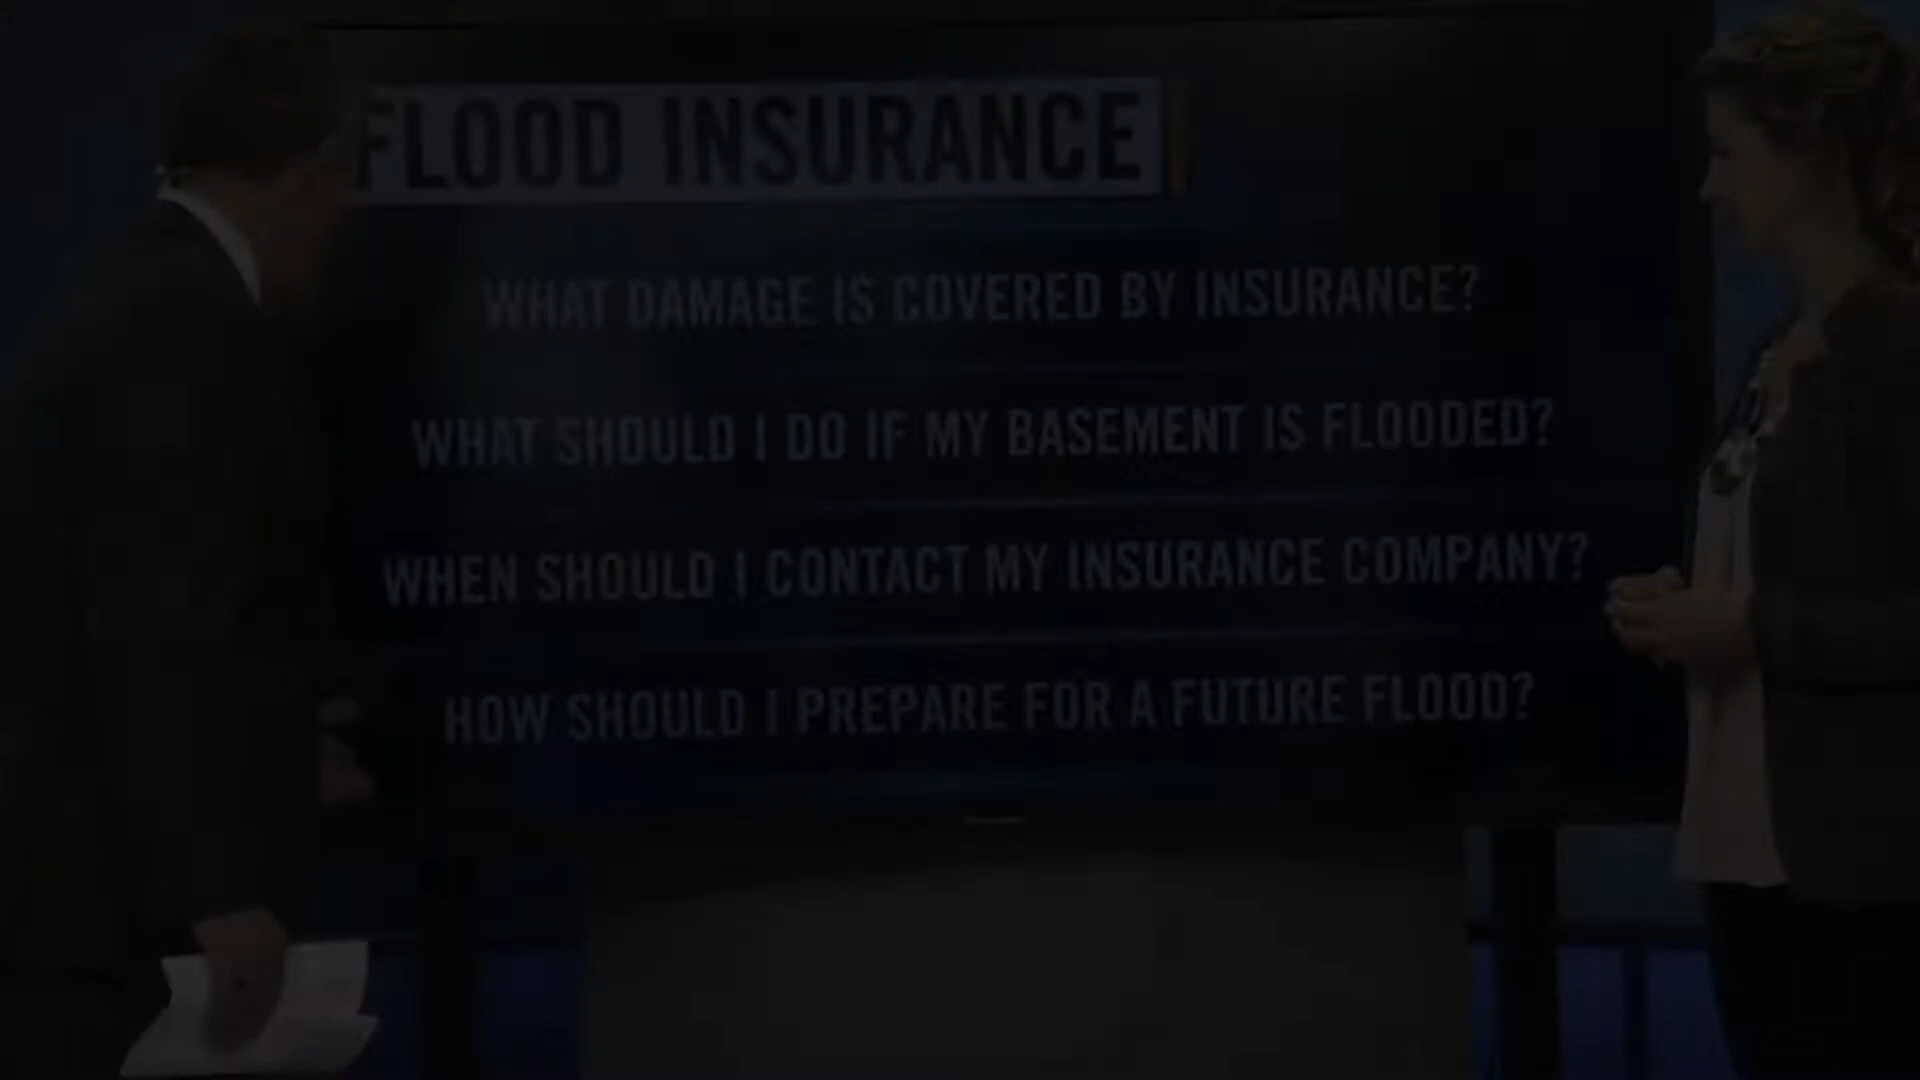 FLOOD INSURANCE
WHAT DAMAGE IS COVERED BY INSURANCE?
WHAT SHOULD I DO IF MY BASEMENT IS FLOODED?
WHEN SHOULD I CONTACT MY INSURANCE COMPANY?
HOW SHOULD I PREPARE FOR A FUTURE FLOOD?